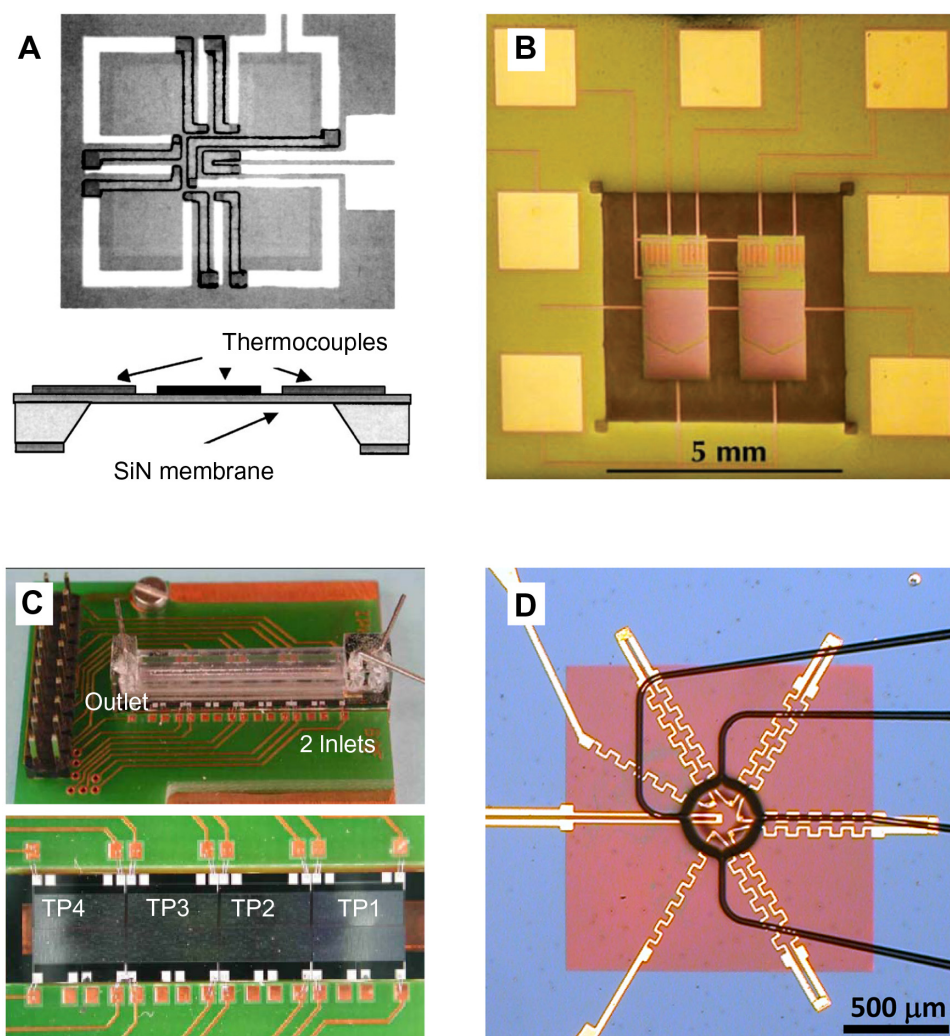 A
Thermocouples
SiN membrane
B
5 mm
C
Outlet
2 Inlets
TP4
TP3
TP2
TP1
D
500 µm